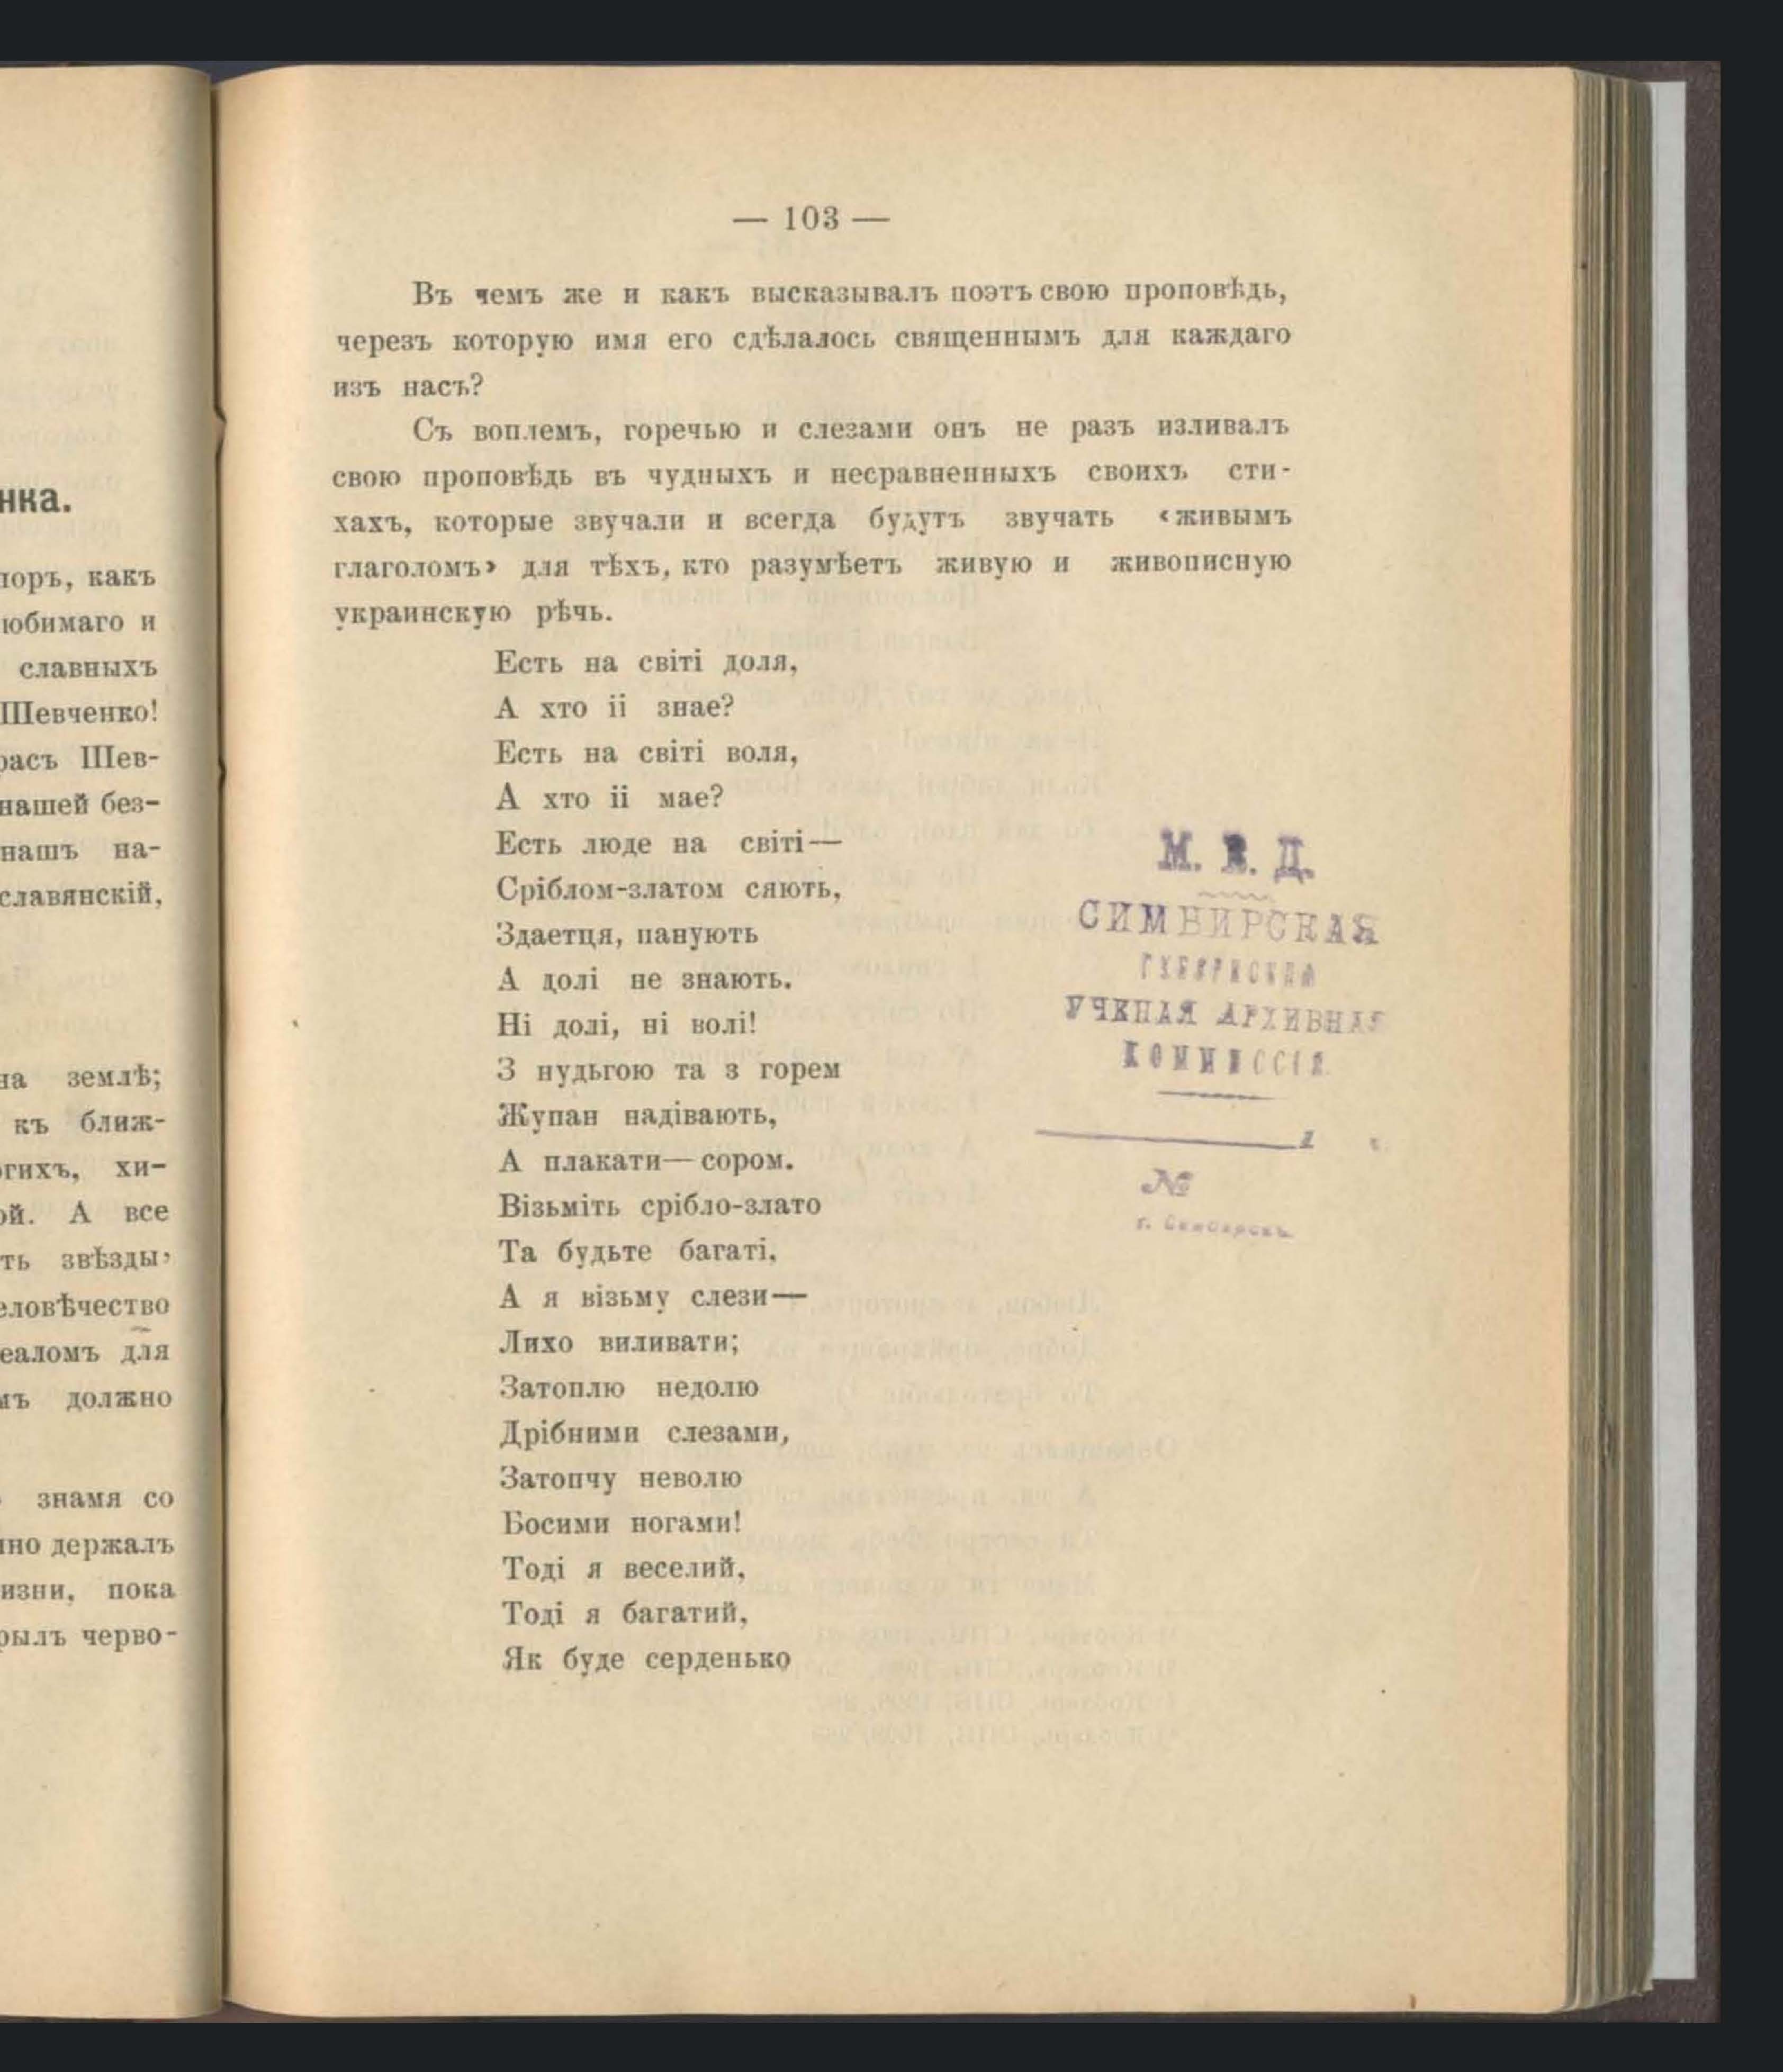 нка.
поръ, какъ
юбимаго и
славныхъ
Шевченко!
расъ Шев-
нашей без-
нашъ на-
славянскій,
на землѣ;
къ ближ-
огихъ, хи-
ой. А все
ть звѣзды,
еловѣчество
еаломъ для
мъ должно
знамя со
нно держалъ
изни, пока
рылъ черво-
— 103 —
Въ чемъ же и какъ высказывалъ поэтъ свою проповѣдь,
черезъ которую имя его сдѣлалось священнымъ для каждаго
изъ насъ?
Съ воплемъ, горечью и слезами онъ не разъ изливалъ
свою проповѣдь въ чудныхъ и несравненныхъ своихъ сти-
хахъ, которые звучали и всегда будутъ звучать «живымъ
глаголомъ» для тѣхъ, кто разумѣетъ живую и живописную
украинскую рѣчь.
Есть на світі доля,
А хто іі знае?
Есть на світі воля,
А хто іі мае?
Есть люде на світі—
Сріблом-златом сяють,
Здаетця, панують
А долі не знають.
Ні долі, ні волі!
З нудьгою та з горем
Жупан надівають,
А плакати—сором.
Візьміть срібло-злато
Та будьте багаті,
А я візьму слези—
Лихо виливати;
Затоплю недолю
Дрібними слезами,
Затопчу неволю
Босими ногами!
Тоді я веселий,
Тоді я багатий,
Як буде серденько
М. В. Д.
СИМБИРСКАЯ
ГУБЕРНСКАЯ
УЧЕНАЯ АРХИВНАЯ
КОММИССІЯ.
1 г.
№
г. Симбирскъ